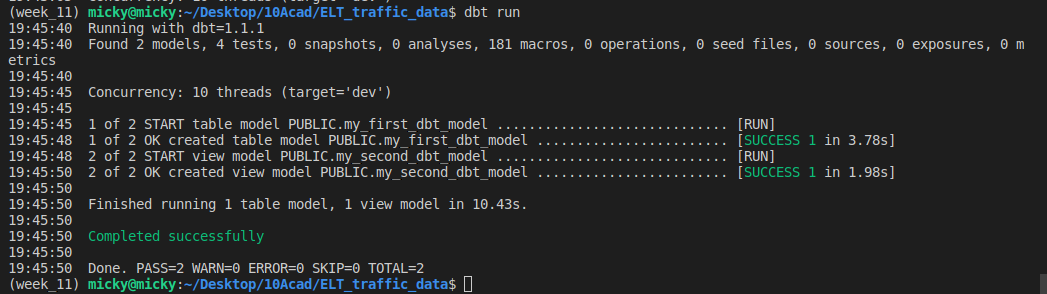 (week_11) micky@micky:~/Desktop/10Acad/ELT_traffic_data$ dbt run
19:45:40  Running with dbt=1.1.1
19:45:40  Found 2 models, 4 tests, 0 snapshots, 0 analyses, 181 macros, 0 operations, 0 seed files, 0 sources, 0 exposures, 0 m
etrics
19:45:40
19:45:45  Concurrency: 10 threads (target='dev')
19:45:45
19:45:45  1 of 2 START table model PUBLIC.my_first_dbt_model ............................. [RUN]
19:45:48  1 of 2 OK created table model PUBLIC.my_first_dbt_model ........................ [SUCCESS 1 in 3.78s]
19:45:48  2 of 2 START view model PUBLIC.my_second_dbt_model ............................. [RUN]
19:45:50  2 of 2 OK created view model PUBLIC.my_second_dbt_model ........................ [SUCCESS 1 in 1.98s]
19:45:50
19:45:50  Finished running 1 table model, 1 view model in 10.43s.
19:45:50
19:45:50  Completed successfully
19:45:50
19:45:50  Done. PASS=2 WARN=0 ERROR=0 SKIP=0 TOTAL=2
(week_11) micky@micky:~/Desktop/10Acad/ELT_traffic_data$